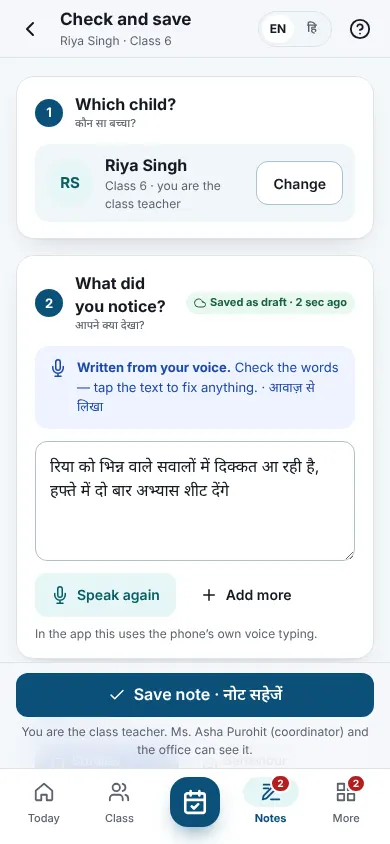 Check and save
Riya Singh · Class 6
EN
हि
1
Which child?
कौन सा बच्चा?
RS
Riya Singh
Class 6 · you are the
class teacher
Change
2
What did
you notice?
आपने क्या देखा?
Saved as draft · 2 sec ago
Written from your voice. Check the words
— tap the text to fix anything. · आवाज़ से
लिखा
रिया को भिन्न वाले सवालों में दिक्कत आ रही है,
हफ्ते में दो बार अभ्यास शीट देंगे
Speak again
Add more
In the app this uses the phone's own voice typing.
Save note · नोट सहेजें
You are the class teacher. Ms. Asha Purohit (coordinator) and
the office can see it.
Today
Class
2
Notes
2
More